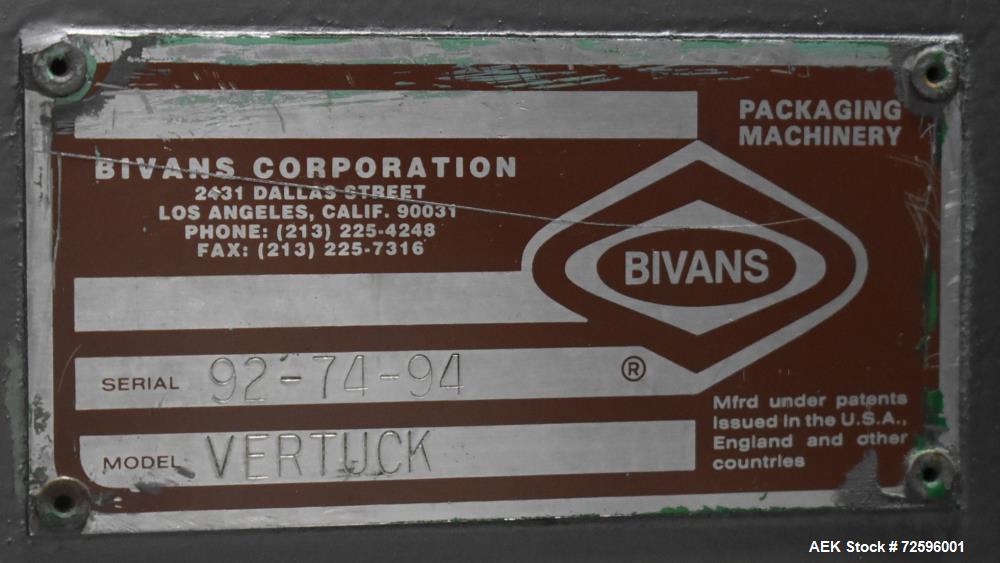 PACKAGING
MACHINERY
BIVANS CORPORATION
2431 DALLAS STREET
LOS ANGELES, CALIF. 90031
PHONE: (213) 225-4248
FAX: (213) 225-7316
BIVANS
®
SERIAL 92-74-94
MODEL VERTUCK
Mfrd under patents
Issued in the U.S.A.,
England and other
countries
AEK Stock # 72596001